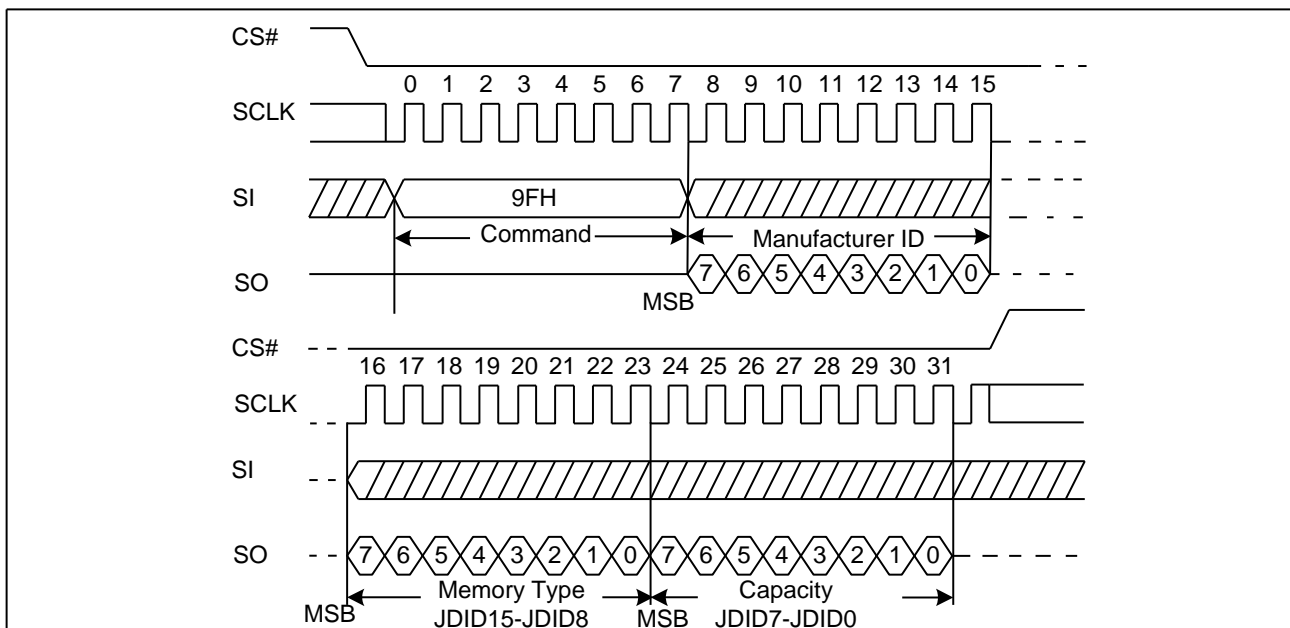 CS#
0 1 2 3 4 5 6 7 8 9 10 11 12 13 14 15
SCLK
SI
9FH
Command
Manufacturer ID
SO
7 6 5 4 3 2 1 0
MSB
CS#
16 17 18 19 20 21 22 23 24 25 26 27 28 29 30 31
SCLK
SI
SO
7 6 5 4 3 2 1 0 7 6 5 4 3 2 1 0
Memory Type
Capacity
MSB
JDID15-JDID8
MSB
JDID7-JDID0